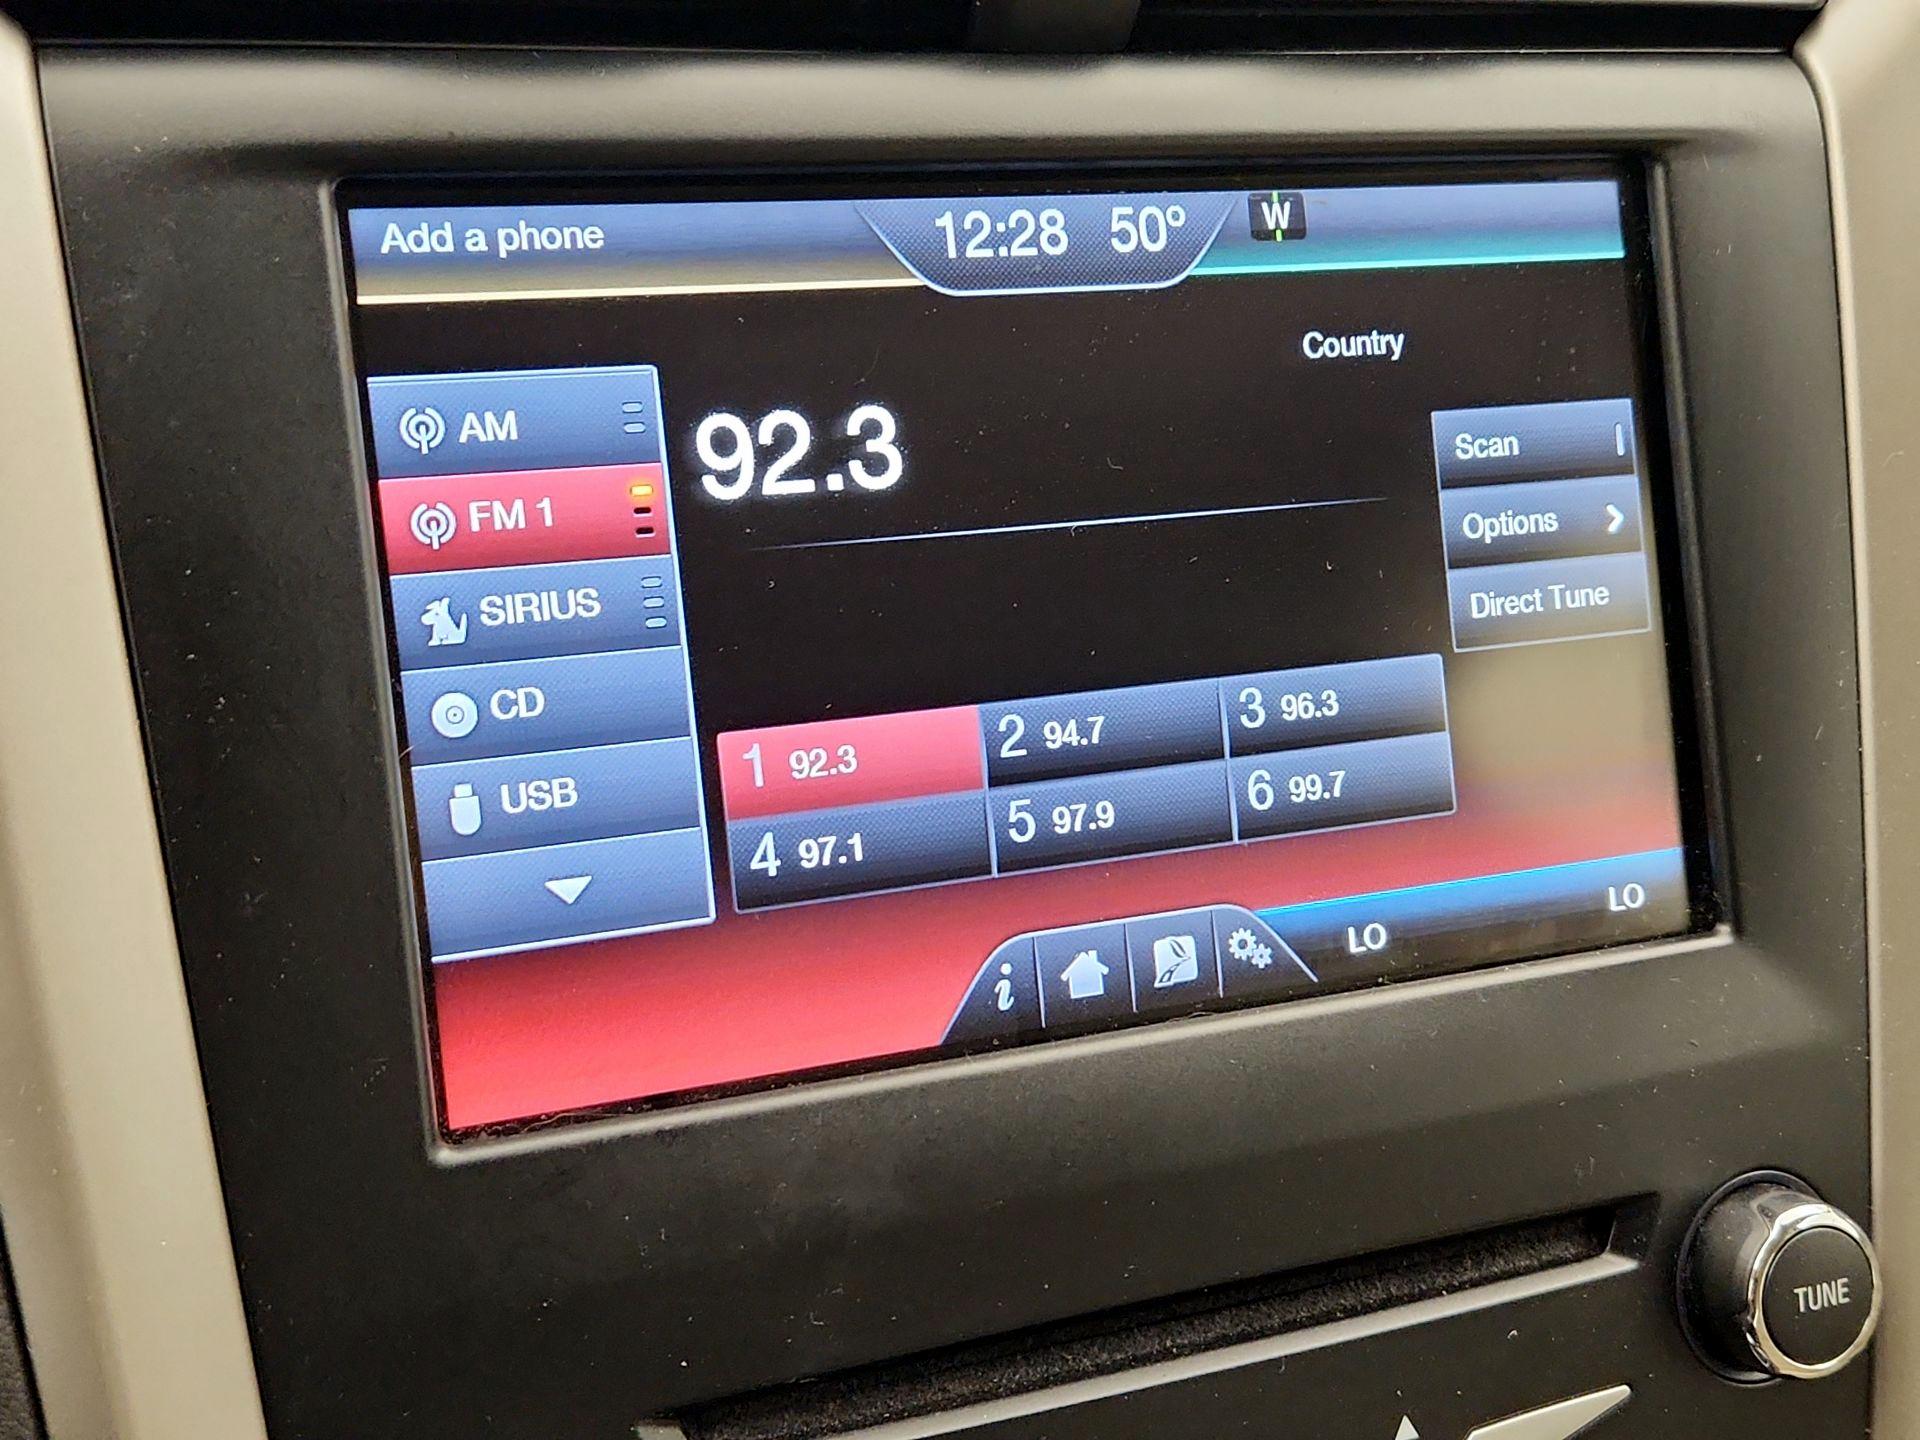 Add a phone
12:28 50º
W
Country
AM
92.3
Scan
FM 1
Options
SIRIUS
Direct Tune
CD
1 92.3
2 94.7
3 96.3
USB
4 97.1
5 97.9
6 99.7
i
LO
LO
TUNE